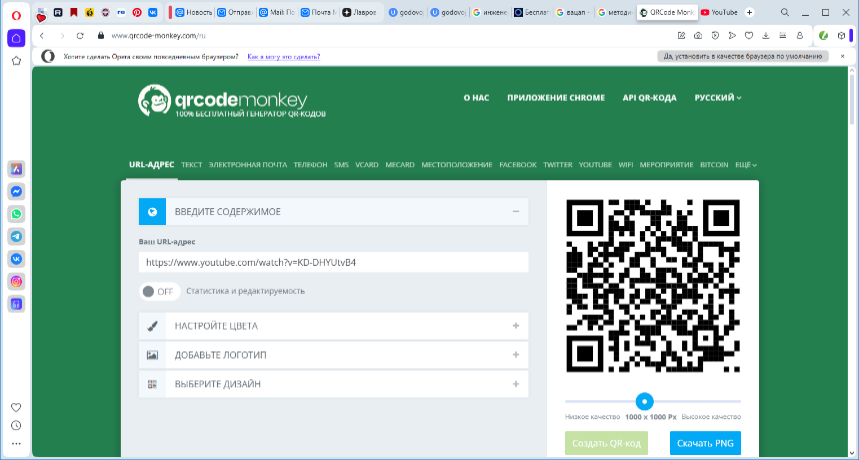 Новость
Отправи
Mail: По
Почта М
Лавров
godovoj
godovoj
инжене
Бесплат
вацап -
методи
QRCode Monk
YouTube
www.qrcode-monkey.com/ru
Хотите сделать Opera своим повседневным браузером? Как я могу это сделать? Да, установить в качестве браузера по умолчанию
qrcodemonkey
100% БЕСПЛАТНЫЙ ГЕНЕРАТОР QR-КОДОВ
О НАС ПРИЛОЖЕНИЕ CHROME API QR-КОДА РУССКИЙ
URL-АДРЕС ТЕКСТ ЭЛЕКТРОННАЯ ПОЧТА ТЕЛЕФОН SMS VCARD MECARD МЕСТОПОЛОЖЕНИЕ FACEBOOK TWITTER YOUTUBE WIFI МЕРОПРИЯТИЕ BITCOIN ЕЩЁ
ВВЕДИТЕ СОДЕРЖИМОЕ
Ваш URL-адрес
https://www.youtube.com/watch?v=KD-DHYUtvB4
OFF Статистика и редактируемость
НАСТРОЙТЕ ЦВЕТА
ДОБАВЬТЕ ЛОГОТИП
ВЫБЕРИТЕ ДИЗАЙН
Низкое качество 1000 x 1000 Px Высокое качество
Создать QR-код Скачать PNG